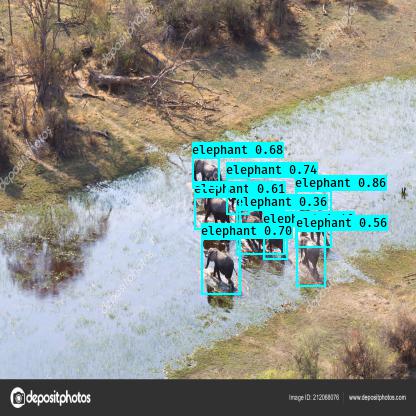 elephant 0.68
elephant 0.74
elephant 0.61
elephant 0.86
elephant 0.36
elephant 0.56
elephant 0.70
depositphotos
Image ID: 212068076 www.depositphotos.com